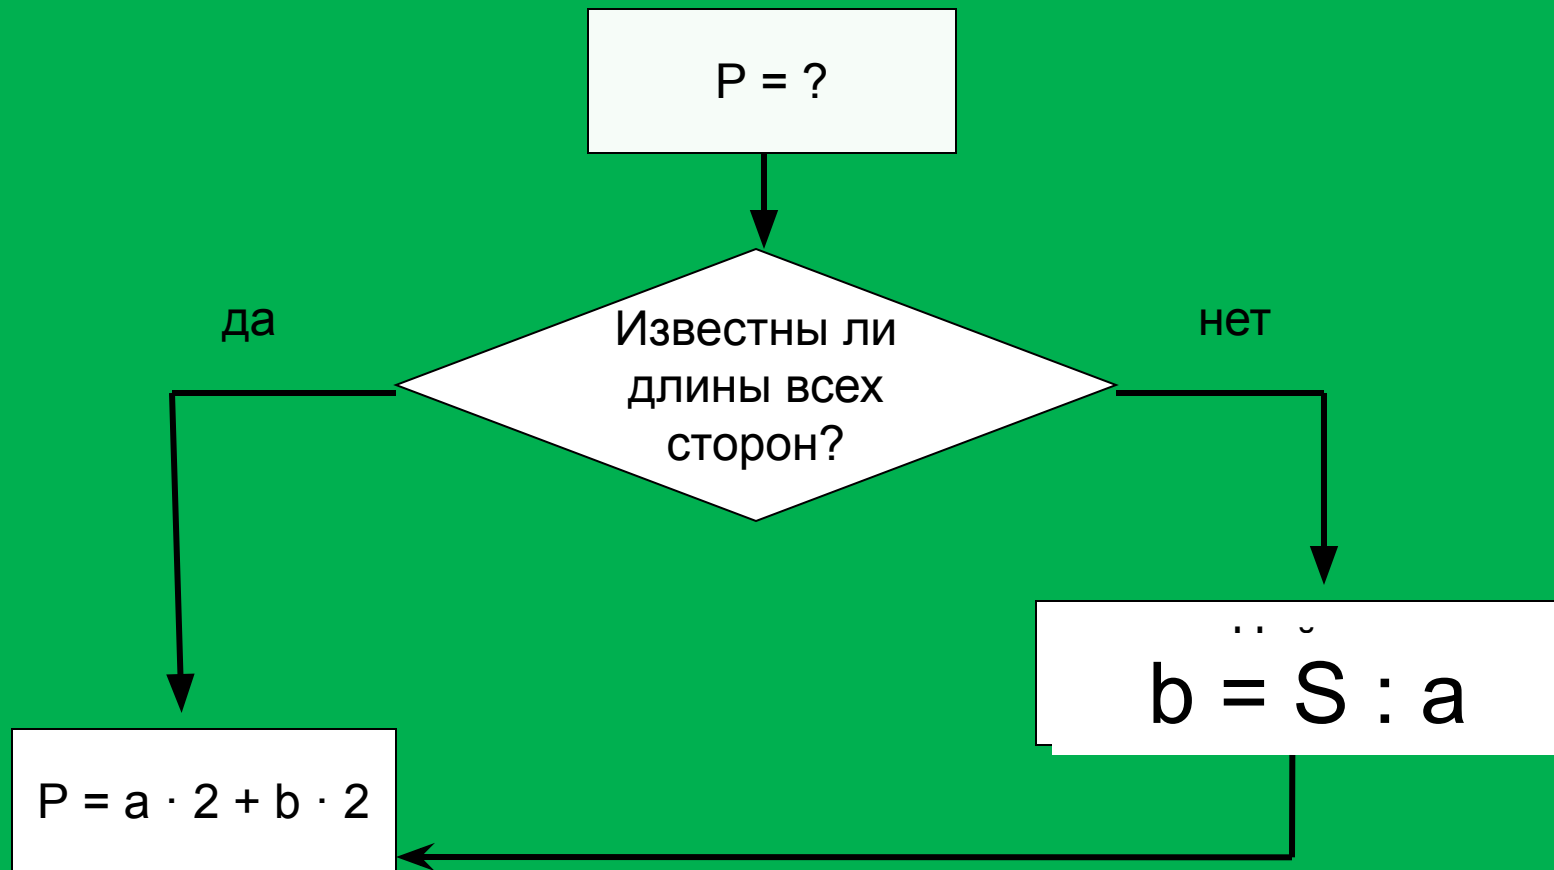 P = ?
да
нет
Известны ли
длины всех
сторон?
b = S : a
P = a · 2 + b · 2